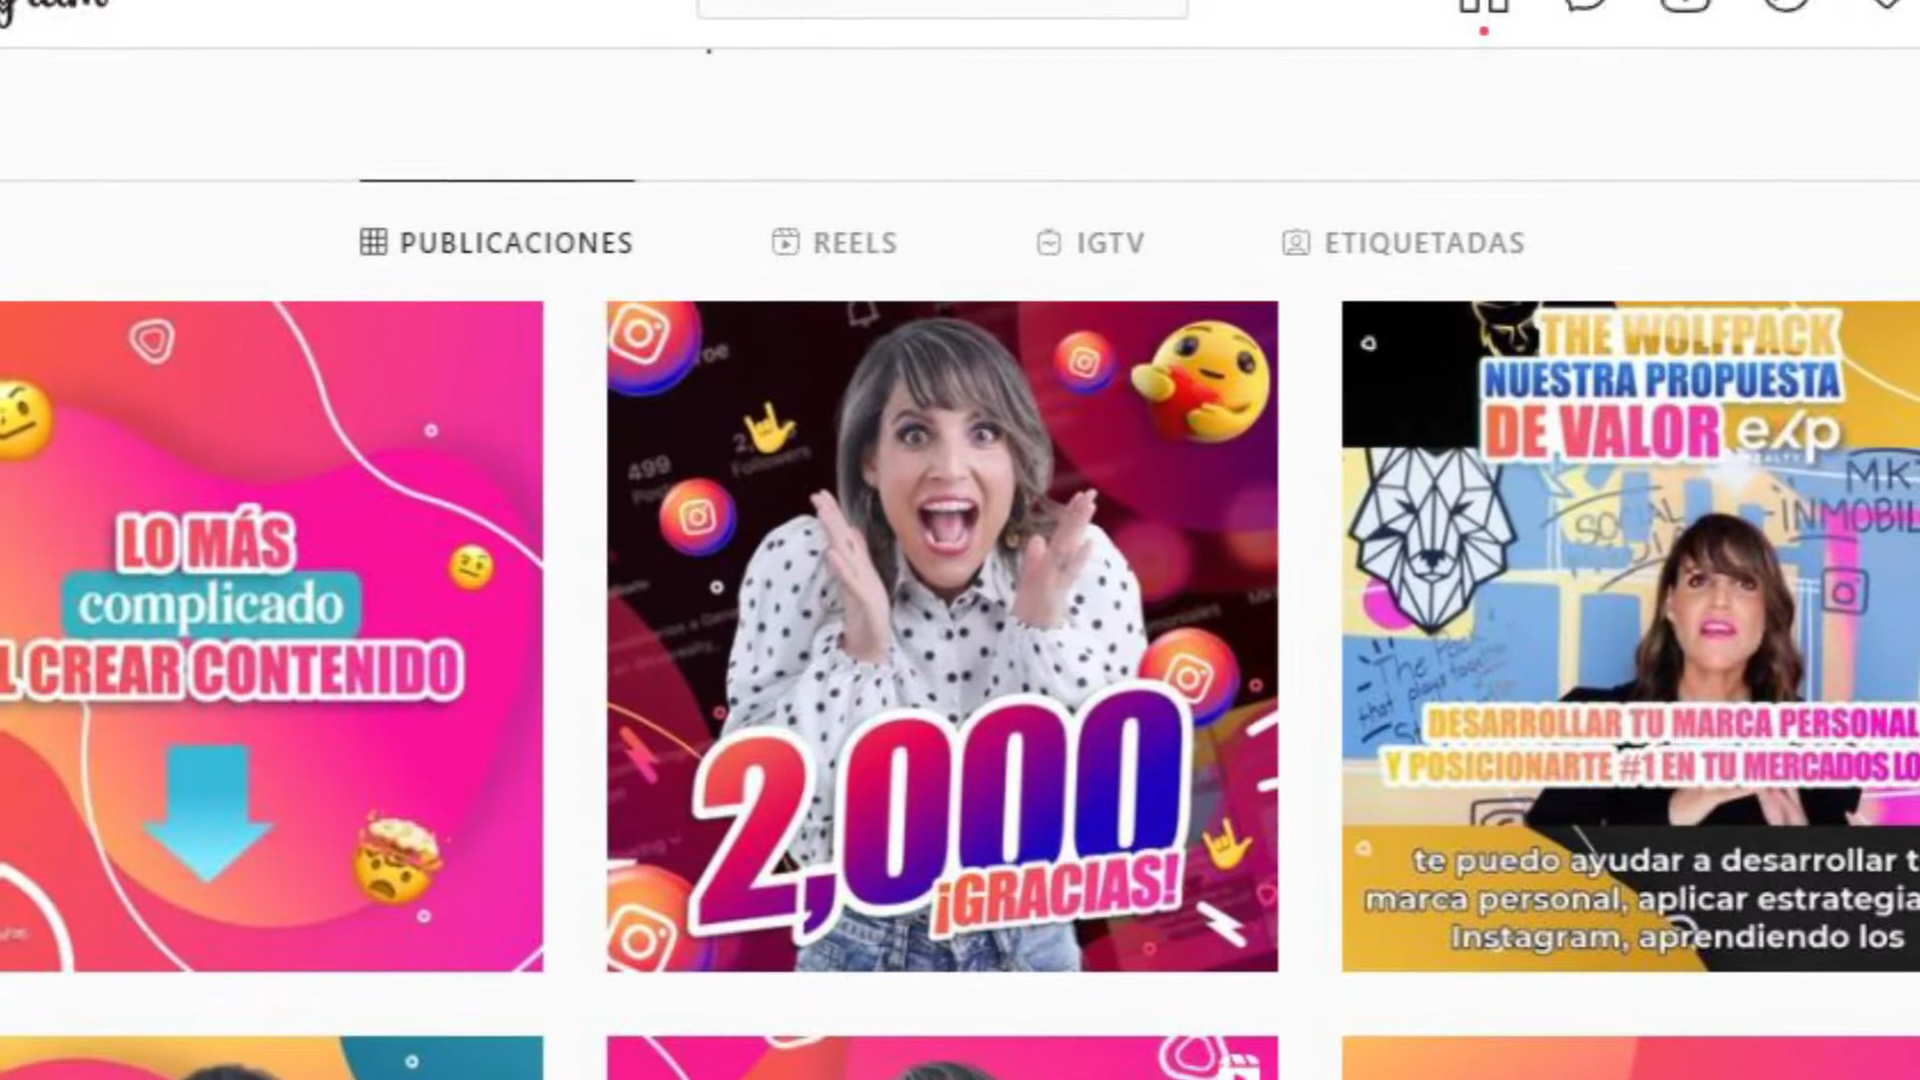 PUBLICACIONES
REELS
IGTV
ETIQUETADAS
LO MÁS
complicado
L CREAR CONTENIDO
499
2,000
¡GRACIAS!
THE WOLFPACK
NUESTRA PROPUESTA
DE VALOR exp
MK
SOCIAL
INMOBIL
DESARROLLAR TU MARCA PERSONAL
Y POSICIONARTE #1 EN TU MERCADOS LO
te puedo ayudar a desarrollar t
marca personal, aplicar estrategia
Instagram, aprendiendo los